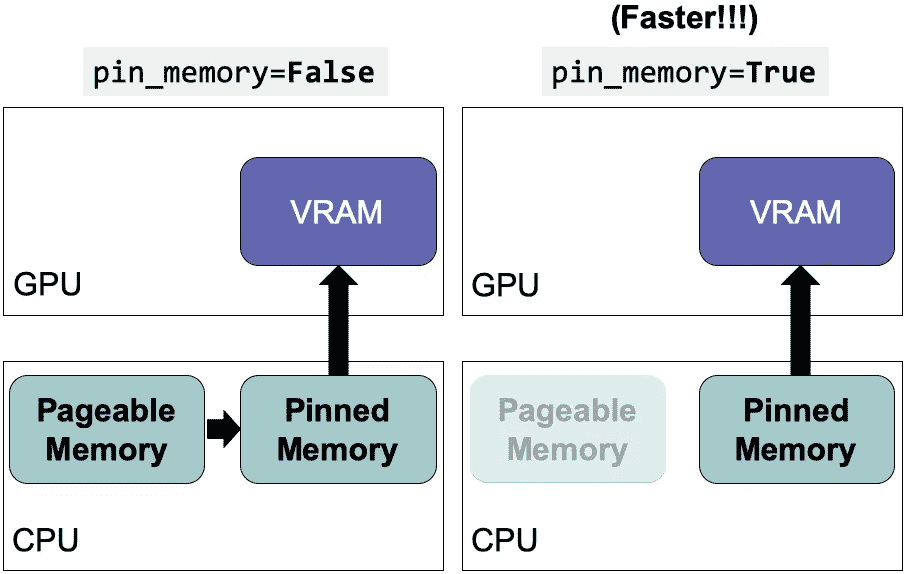 (Faster!!!)
pin_memory=False
pin_memory=True
VRAM
GPU
VRAM
GPU
Pageable
Memory
Pinned
Memory
CPU
Pageable
Memory
Pinned
Memory
CPU